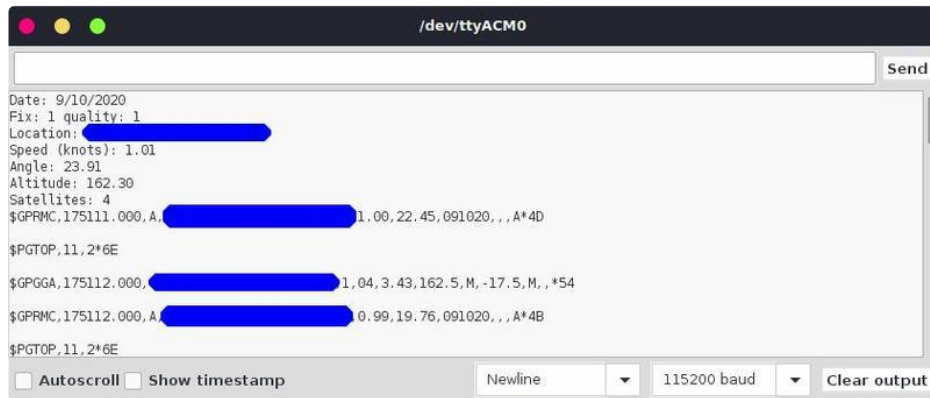 /dev/ttyACM0
Send
Date: 9/10/2020
Fix: 1 quality: 1
Location:
Speed (knots): 1.01
Angle: 23.91
Altitude: 162.30
Satellites: 4
$GPRMC,175111.000,A, 1.00,22.45,091020,,,A*4D
$PGTOP,11,2*6E
$GPGGA,175112.000, 1,04,3.43,162.5,M,-17.5,M,,*54
$GPRMC,175112.000,A, 0.99,19.76,091020,,,A*4B
$PGTOP,11,2*6E
Autoscroll Show timestamp Newline 115200 baud Clear output